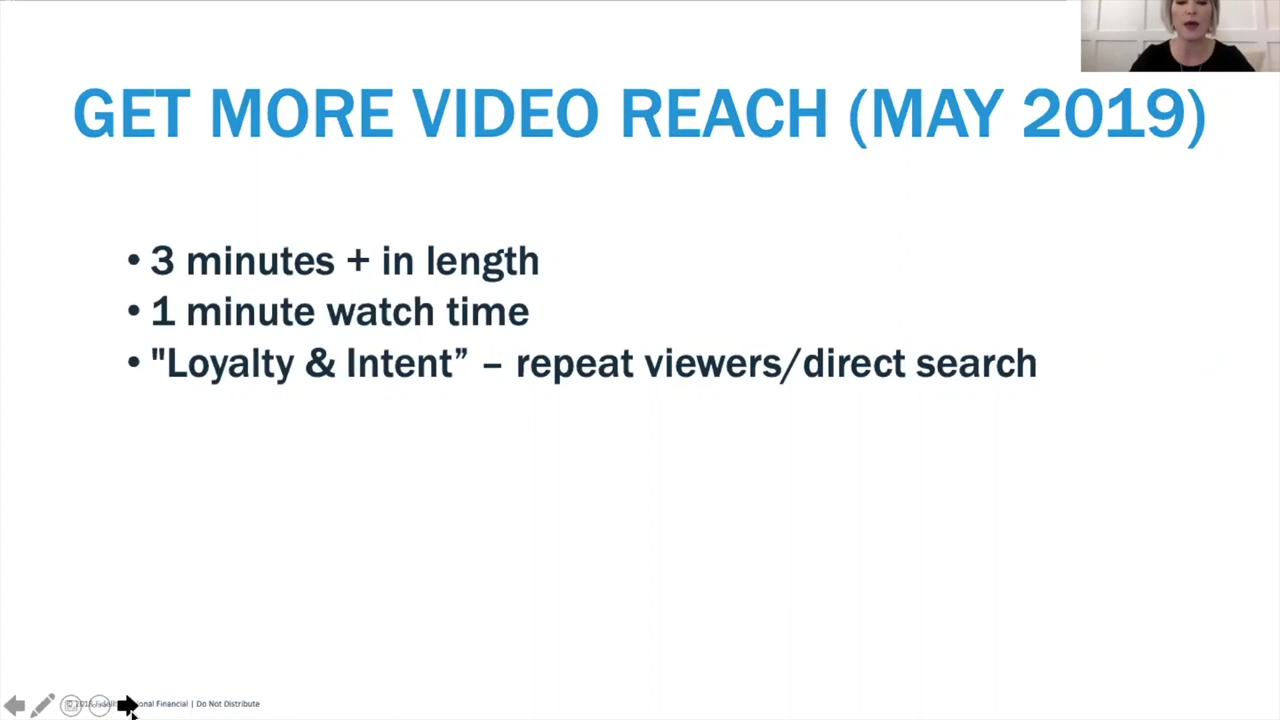 GET MORE VIDEO REACH (MAY 2019)
• 3 minutes + in length
• 1 minute watch time
• "Loyalty & Intent” – repeat viewers/direct search
Financial | Do Not Distribute